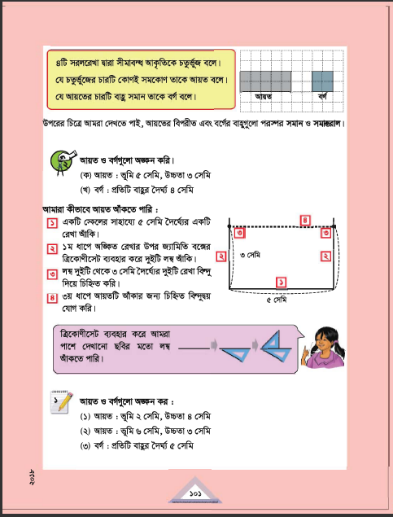 ৪টি সরলরেখা দ্বারা সীমাবদ্ধ আকৃতিকে চতুর্ভুজ বলে।
যে চতুর্ভুজের চারটি কোণই সমকোণ তাকে আয়ত বলে।
যে আয়তের চারটি বাহু সমান তাকে বর্গ বলে।
আয়ত
বর্গ
উপরের চিত্রে আমরা দেখতে পাই, আয়তের বিপরীত এবং বর্গের বাহুগুলো পরস্পর সমান ও সমান্তরাল।
আয়ত ও বর্গগুলো অঙ্কন করি।
(ক) আয়ত : ভূমি ৫ সেমি, উচ্চতা ৩ সেমি
(খ) বর্গ : প্রতিটি বাহুর দৈর্ঘ্য ৪ সেমি
আমারা কীভাবে আয়ত আঁকতে পারি :
১ একটি স্কেলের সাহায্যে ৫ সেমি দৈর্ঘ্যের একটি
রেখা আঁকি।
২ ১ম ধাপে অঙ্কিত রেখার উপর জ্যামিতি বক্সের
ত্রিকোণীসেট ব্যবহার করে দুইটি লম্ব আঁকি।
৩ লম্ব দুইটি থেকে ৩ সেমি দৈর্ঘ্যের দুইটি রেখা বিন্দু
দিয়ে চিহ্নিত করি।
৪ ৩য় ধাপে আয়তটি আঁকার জন্য চিহ্নিত বিন্দুদ্বয়
যোগ করি।
৪
৩
৩
২
৩ সেমি
২
১
৫ সেমি
ত্রিকোণীসেট ব্যবহার করে আমরা
পাশে দেখানো ছবির মতো লম্ব
আঁকতে পারি।
১
আয়ত ও বর্গগুলো অঙ্কন কর :
(১) আয়ত : ভূমি ২ সেমি, উচ্চতা ৪ সেমি
(২) আয়ত : ভূমি ৬ সেমি, উচ্চতা ৩ সেমি
(৩) বর্গ : প্রতিটি বাহুর দৈর্ঘ্য ৫ সেমি
২০১৮
১০১